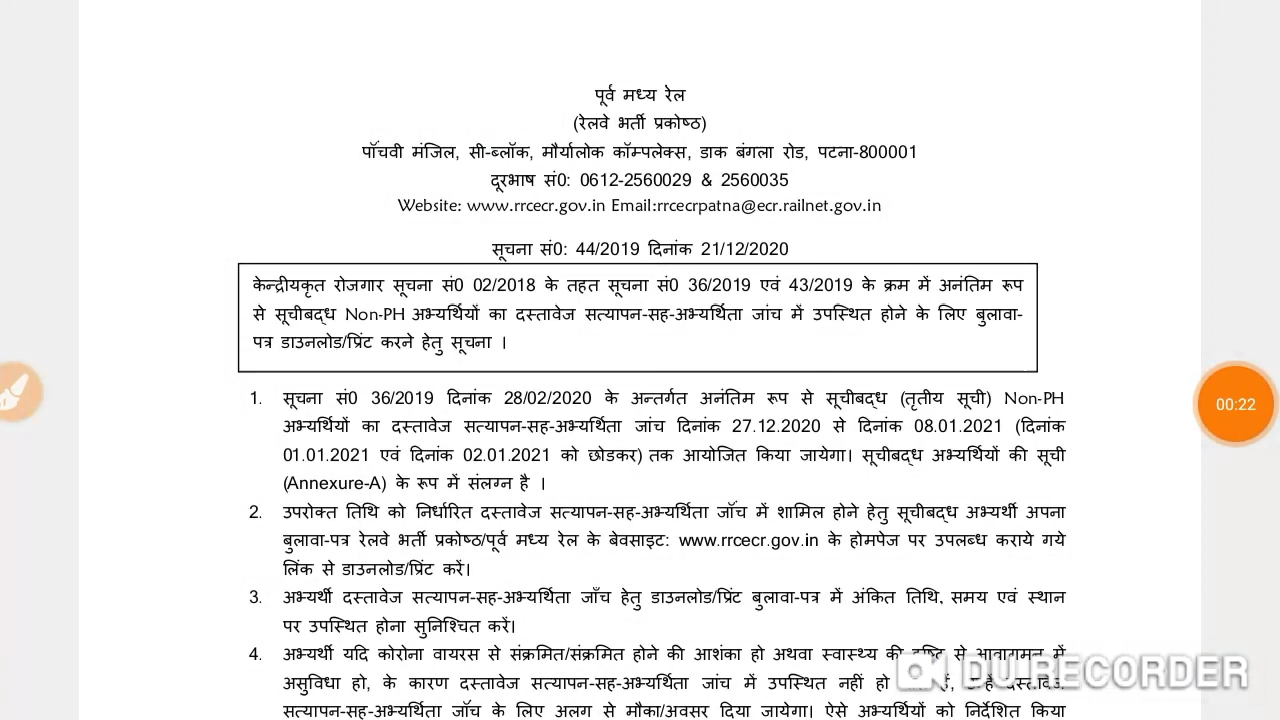 पूर्व मध्य रेल
(रेलवे भर्ती प्रकोष्ठ)
पाॅचवी मंजिल, सी-ब्लॉक, मौर्यालोक कॉम्पलेक्स, डाक बंगला रोड, पटना-800001
दूरभाष सं0: 0612-2560029 & 2560035
Website: www.rrcecr.gov.in Email:rrcecrpatna@ecr.railnet.gov.in
सूचना सं0: 44/2019 दिनांक 21/12/2020
केन्द्रीयकृत रोजगार सूचना सं0 02/2018 के तहत सूचना सं0 36/2019 एवं 43/2019 के क्रम में अनंतिम रूप
से सूचीबद्ध Non-PH अभ्यर्थियों का दस्तावेज सत्यापन-सह-अभ्यर्थिता जांच में उपस्थित होने के लिए बुलावा-
पत्र डाउनलोड/प्रिंट करने हेतु सूचना ।
1. सूचना सं0 36/2019 दिनांक 28/02/2020 के अन्तर्गत अनंतिम रूप से सूचीबद्ध (तृतीय सूची) Non-PH
अभ्यर्थियों का दस्तावेज सत्यापन-सह-अभ्यर्थिता जांच दिनांक 27.12.2020 से दिनांक 08.01.2021 (दिनांक
01.01.2021 एवं दिनांक 02.01.2021 को छोडकर) तक आयोजित किया जायेगा। सूचीबद्ध अभ्यर्थियों की सूची
(Annexure-A) के रूप में संलग्न है ।
2. उपरोक्त तिथि को निर्धारित दस्तावेज सत्यापन-सह-अभ्यर्थिता जाॅच में शामिल होने हेतु सूचीबद्ध अभ्यर्थी अपना
बुलावा-पत्र रेलवे भर्ती प्रकोष्ठ/पूर्व मध्य रेल के बेवसाइट: www.rrcecr.gov.in के होमपेज पर उपलब्ध कराये गये
लिंक से डाउनलोड/प्रिंट करें।
3. अभ्यर्थी दस्तावेज सत्यापन-सह-अभ्यर्थिता जाँच हेतु डाउनलोड/प्रिंट बुलावा-पत्र में अंकित तिथि, समय एवं स्थान
पर उपस्थित होना सुनिश्चित करें।
4. अभ्यर्थी यदि कोरोना वायरस से संक्रमित/संक्रमित होने की आशंका हो अथवा स्वास्थ्य की दृष्टि से आवागमन में
असुविधा हो, के कारण दस्तावेज सत्यापन-सह-अभ्यर्थिता जांच में उपस्थित नहीं हो
सत्यापन-सह-अभ्यर्थिता जाॅच के लिए अलग से मौका/अवसर दिया जायेगा। ऐसे अभ्यर्थियों को निर्देशित किया
00:22
DU RECORDER